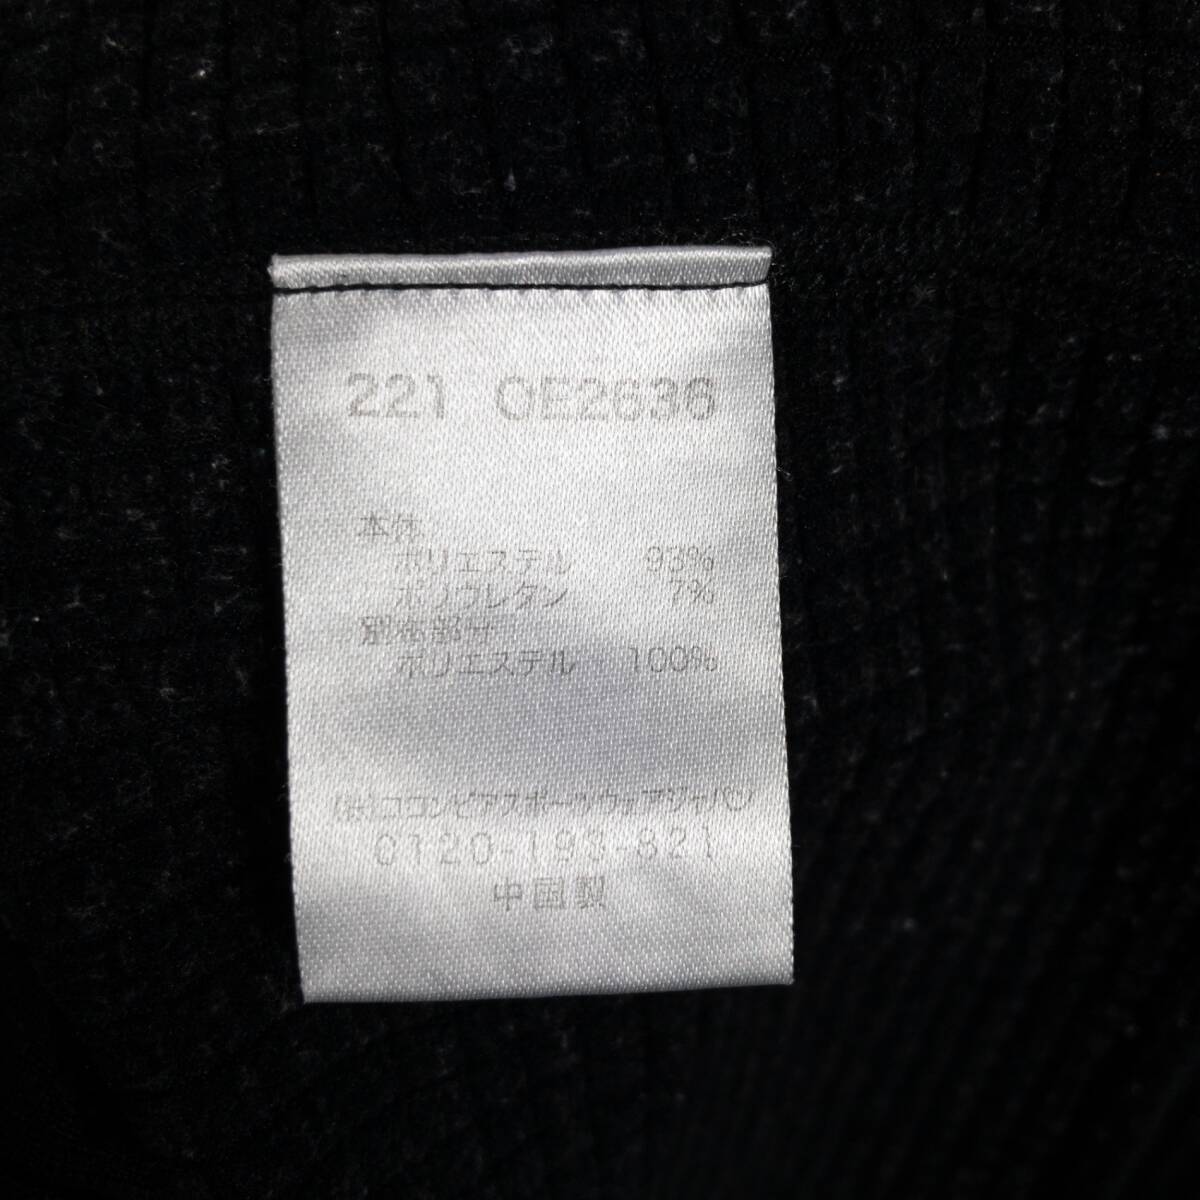 221 OE2636
本体
ポリエステル 93%
ポリウレタン 7%
別布部分
ポリエステル 100%
(株)コロンビアスポーツウェアジャパン
0120-193-821
中国製